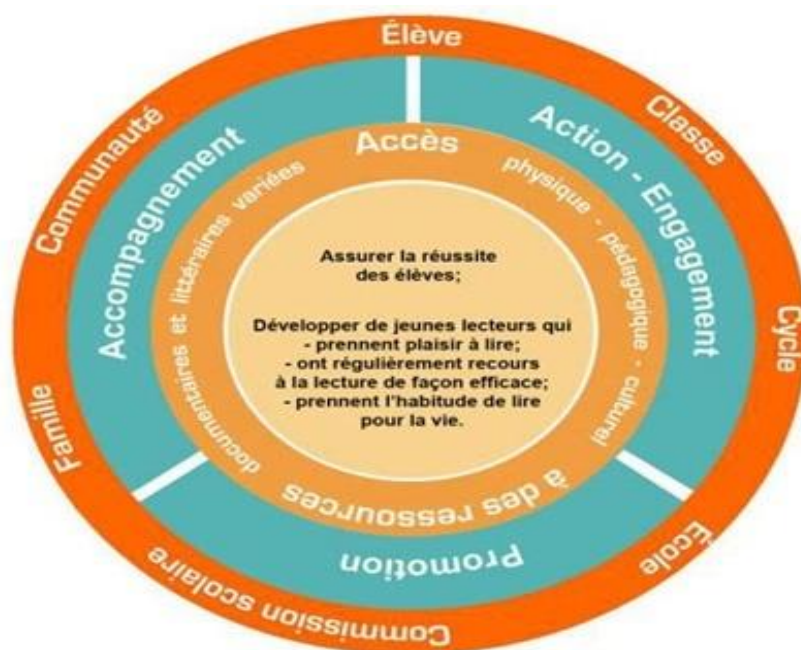 Élève
Classe
Cycle
École
Commission scolaire
Famille
Communauté
Accompagnement
Action - Engagement
Promotion
Accès
physique - pédagogique - culturel
à des ressources
documentaires et littéraires variées
Assurer la réussite
des élèves;
Développer de jeunes lecteurs qui
- prennent plaisir à lire;
- ont régulièrement recours
à la lecture de façon efficace;
- prennent l'habitude de lire
pour la vie.